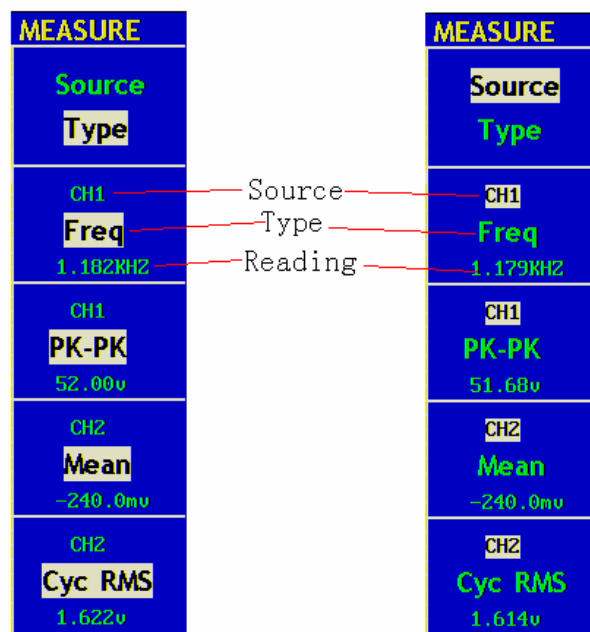 MEASURE
Source
Type
CH1
Freq
1.182KHZ
CH1
PK-PK
52.00v
CH2
Mean
-240.0mv
CH2
Cyc RMS
1.622v
Source
Type
Reading
MEASURE
Source
Type
CH1
Freq
1.179KHZ
CH1
PK-PK
51.68v
CH2
Mean
-240.0mv
CH2
Cyc RMS
1.614v